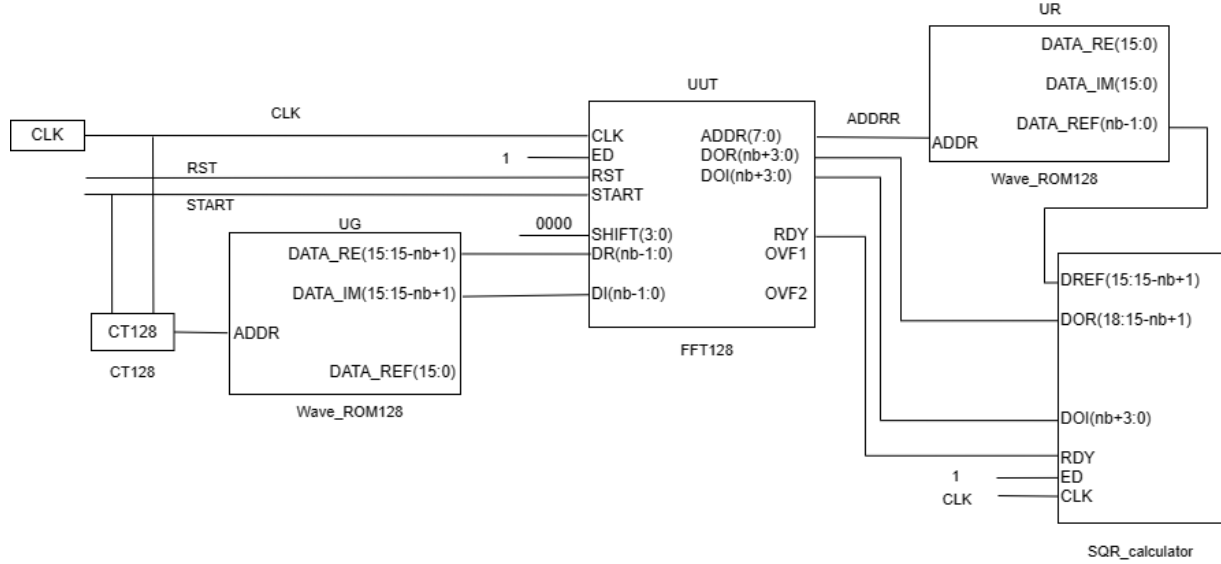 UR
DATA_RE(15:0)
DATA_IM(15:0)
DATA_REF(nb-1:0)
ADDR
Wave_ROM128
CLK
CLK
1
RST
START
UUT
CLK
ED
RST
START
SHIFT(3:0)
DR(nb-1:0)
DI(nb-1:0)
ADDR(7:0)
DOR(nb+3:0)
DOI(nb+3:0)
RDY
OVF1
OVF2
FFT128
ADDRR
0000
UG
DATA_RE(15:15-nb+1)
DATA_IM(15:15-nb+1)
ADDR
DATA_REF(15:0)
Wave_ROM128
CT128
CT128
DREF(15:15-nb+1)
DOR(18:15-nb+1)
DOI(nb+3:0)
RDY
ED
CLK
1
CLK
SQR_calculator